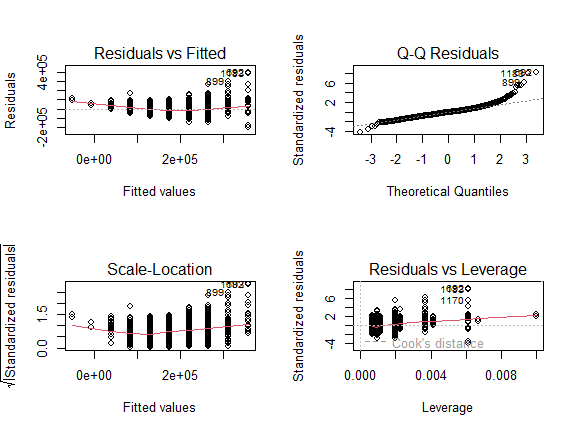 Residuals vs Fitted
Residuals
-2e+05
4e+05
899
0e+00
2e+05
Fitted values
Q-Q Residuals
Standardized residuals
-4
2
6
899
-3
-2
-1
0
1
2
3
Theoretical Quantiles
Scale-Location
√|Standardized residuals|
0.0
1.5
899
0e+00
2e+05
Fitted values
Residuals vs Leverage
Standardized residuals
-4
2
6
1170
Cook's distance
0.000
0.004
0.008
Leverage